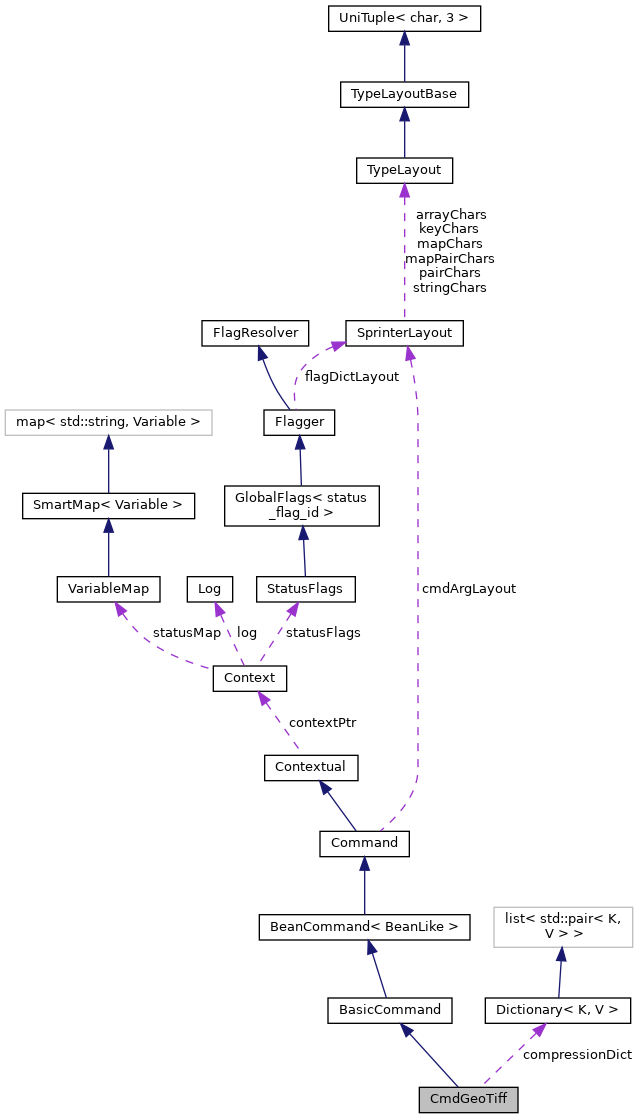 UniTuple< char, 3 >
TypeLayoutBase
TypeLayout
arrayChars
keyChars
mapChars
mapPairChars
pairChars
stringChars
FlagResolver
SprinterLayout
flagDictLayout
map< std::string, Variable >
Flagger
SmartMap< Variable >
GlobalFlags< status
_flag_id >
VariableMap
Log
StatusFlags
cmdArgLayout
statusMap
log
statusFlags
Context
contextPtr
Contextual
Command
BeanCommand< BeanLike >
list< std::pair< K,
V > >
BasicCommand
Dictionary< K, V >
compressionDict
CmdGeoTiff